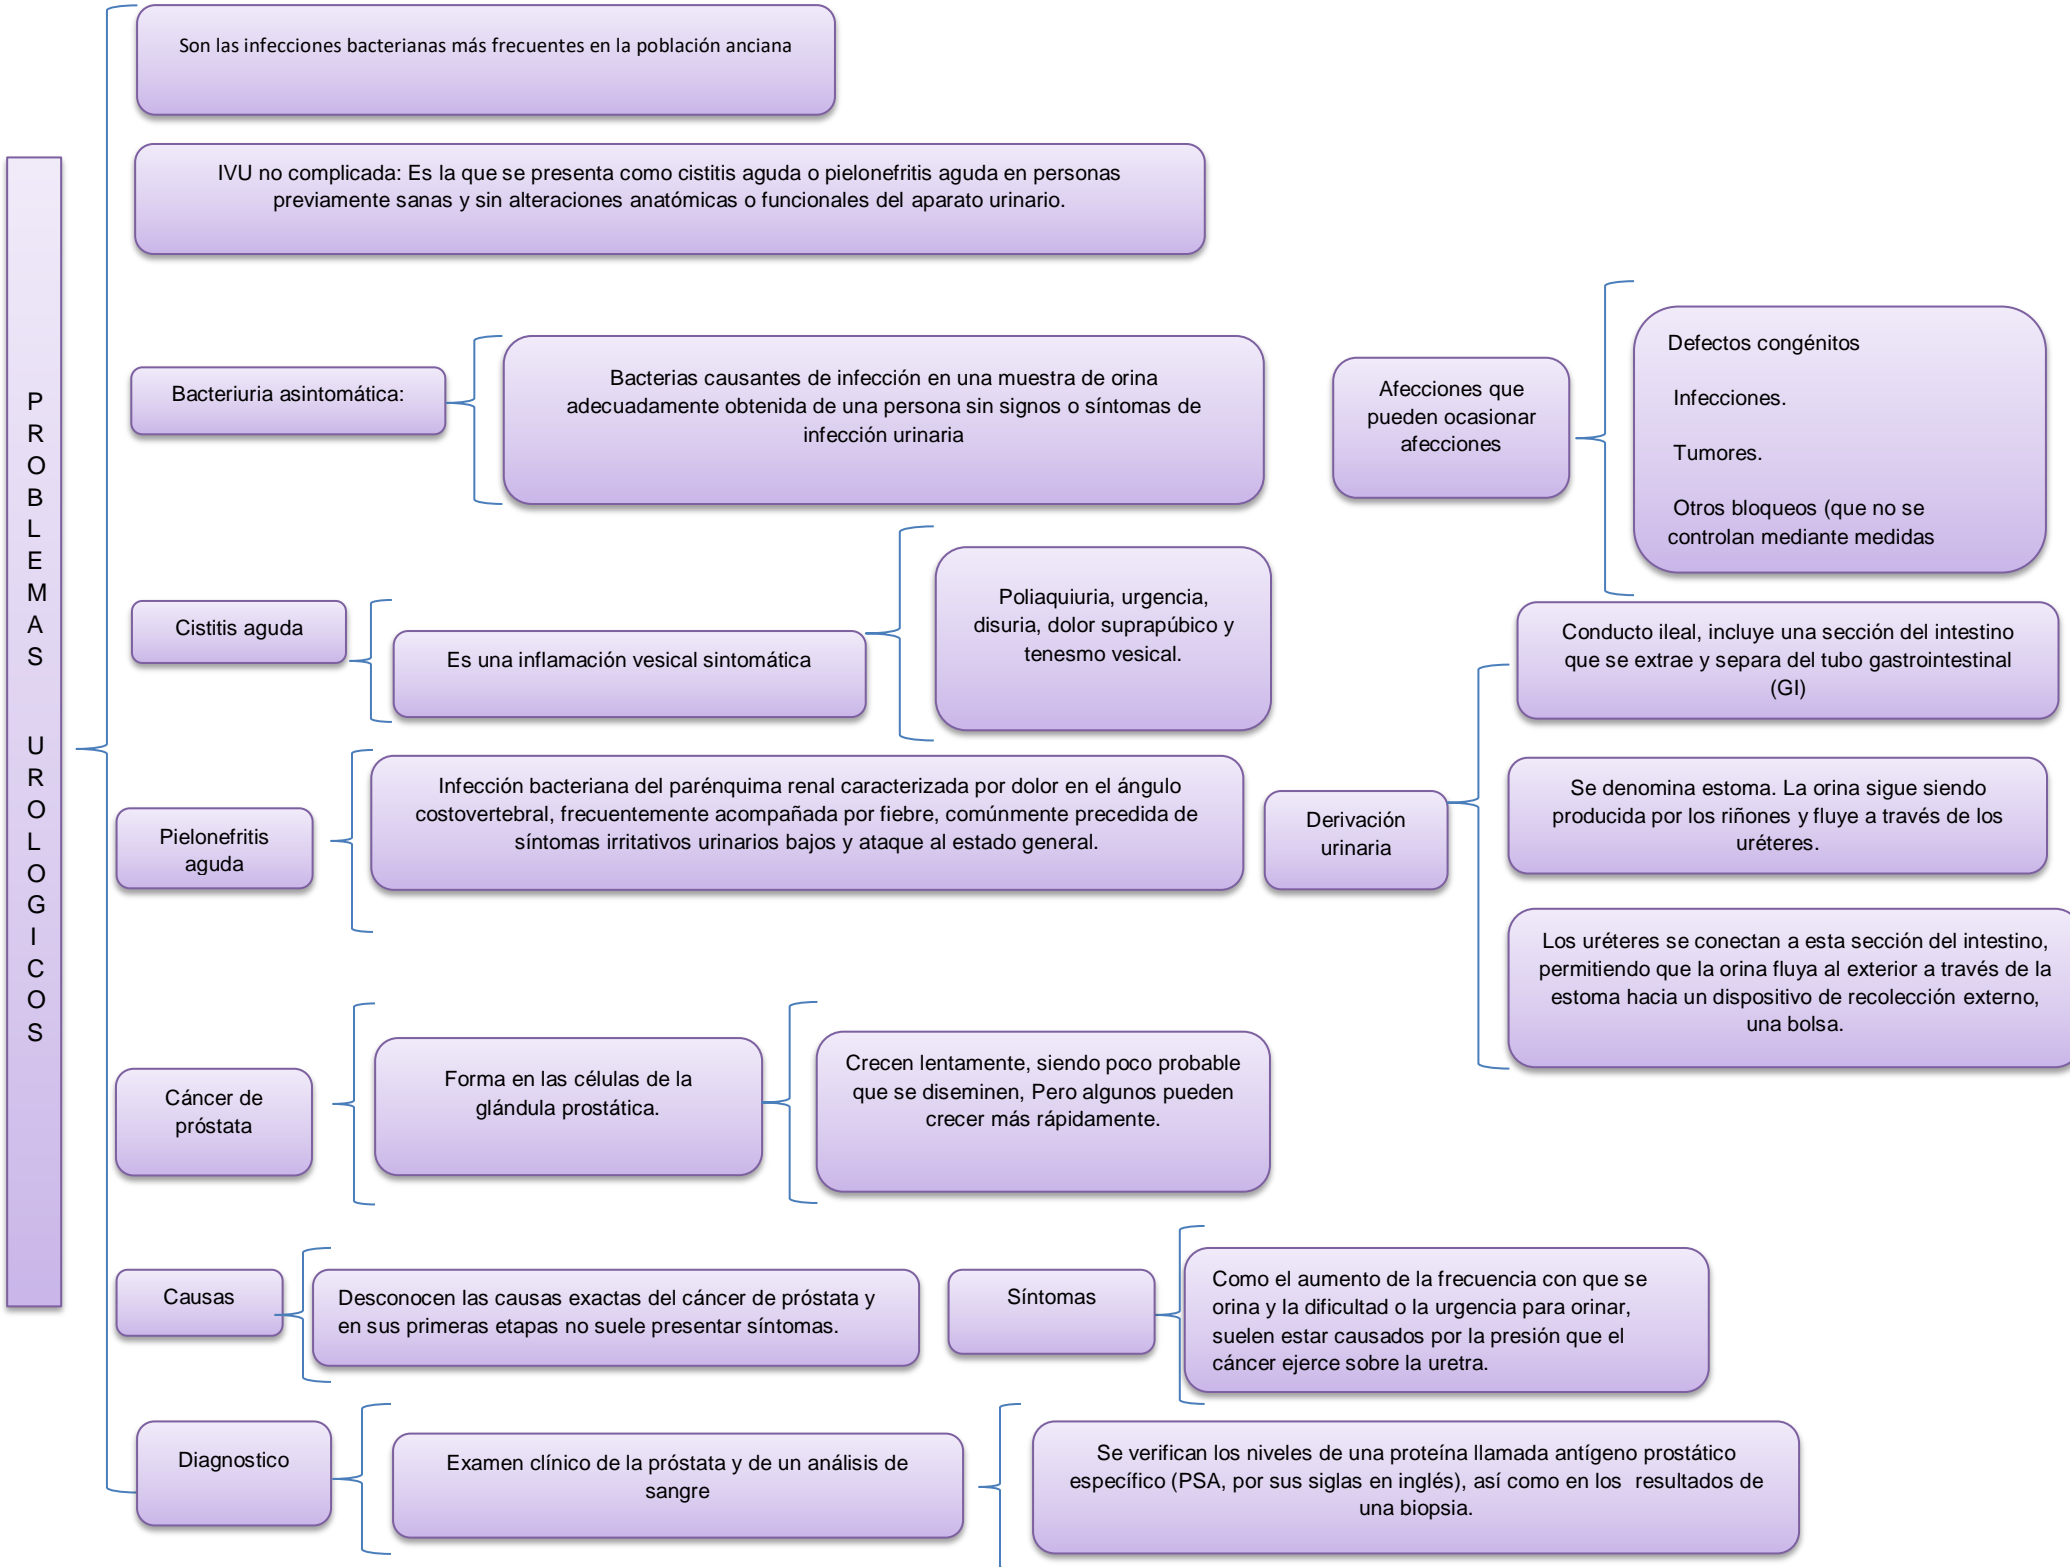 PROBLEMAS UROLOGICOS
Son las infecciones bacterianas más frecuentes en la población anciana
IVU no complicada: Es la que se presenta como cistitis aguda o pielonefritis aguda en personas
previamente sanas y sin alteraciones anatómicas o funcionales del aparato urinario.
Bacteriuria asintomática:
Bacterias causantes de infección en una muestra de orina
adecuadamente obtenida de una persona sin signos o síntomas de
infección urinaria
Afecciones que
pueden ocasionar
afecciones
Defectos congénitos
Infecciones.
Tumores.
Otros bloqueos (que no se
controlan mediante medidas
Cistitis aguda
Es una inflamación vesical sintomática
Poliaquiuria, urgencia,
disuria, dolor suprapúbico y
tenesmo vesical.
Pielonefritis
aguda
Infección bacteriana del parénquima renal caracterizada por dolor en el ángulo
costovertebral, frecuentemente acompañada por fiebre, comúnmente precedida de
síntomas irritativos urinarios bajos y ataque al estado general.
Derivación
urinaria
Conducto ileal, incluye una sección del intestino
que se extrae y separa del tubo gastrointestinal
(GI)
Se denomina estoma. La orina sigue siendo
producida por los riñones y fluye a través de los
uréteres.
Los uréteres se conectan a esta sección del intestino,
permitiendo que la orina fluya al exterior a través de la
estoma hacia un dispositivo de recolección externo,
una bolsa.
Cáncer de
próstata
Forma en las células de la
glándula prostática.
Crecen lentamente, siendo poco probable
que se diseminen, Pero algunos pueden
crecer más rápidamente.
Causas
Desconocen las causas exactas del cáncer de próstata y
en sus primeras etapas no suele presentar síntomas.
Síntomas
Como el aumento de la frecuencia con que se
orina y la dificultad o la urgencia para orinar,
suelen estar causados por la presión que el
cáncer ejerce sobre la uretra.
Diagnostico
Examen clínico de la próstata y de un análisis de
sangre
Se verifican los niveles de una proteína llamada antígeno prostático
específico (PSA, por sus siglas en inglés), así como en los resultados de
una biopsia.